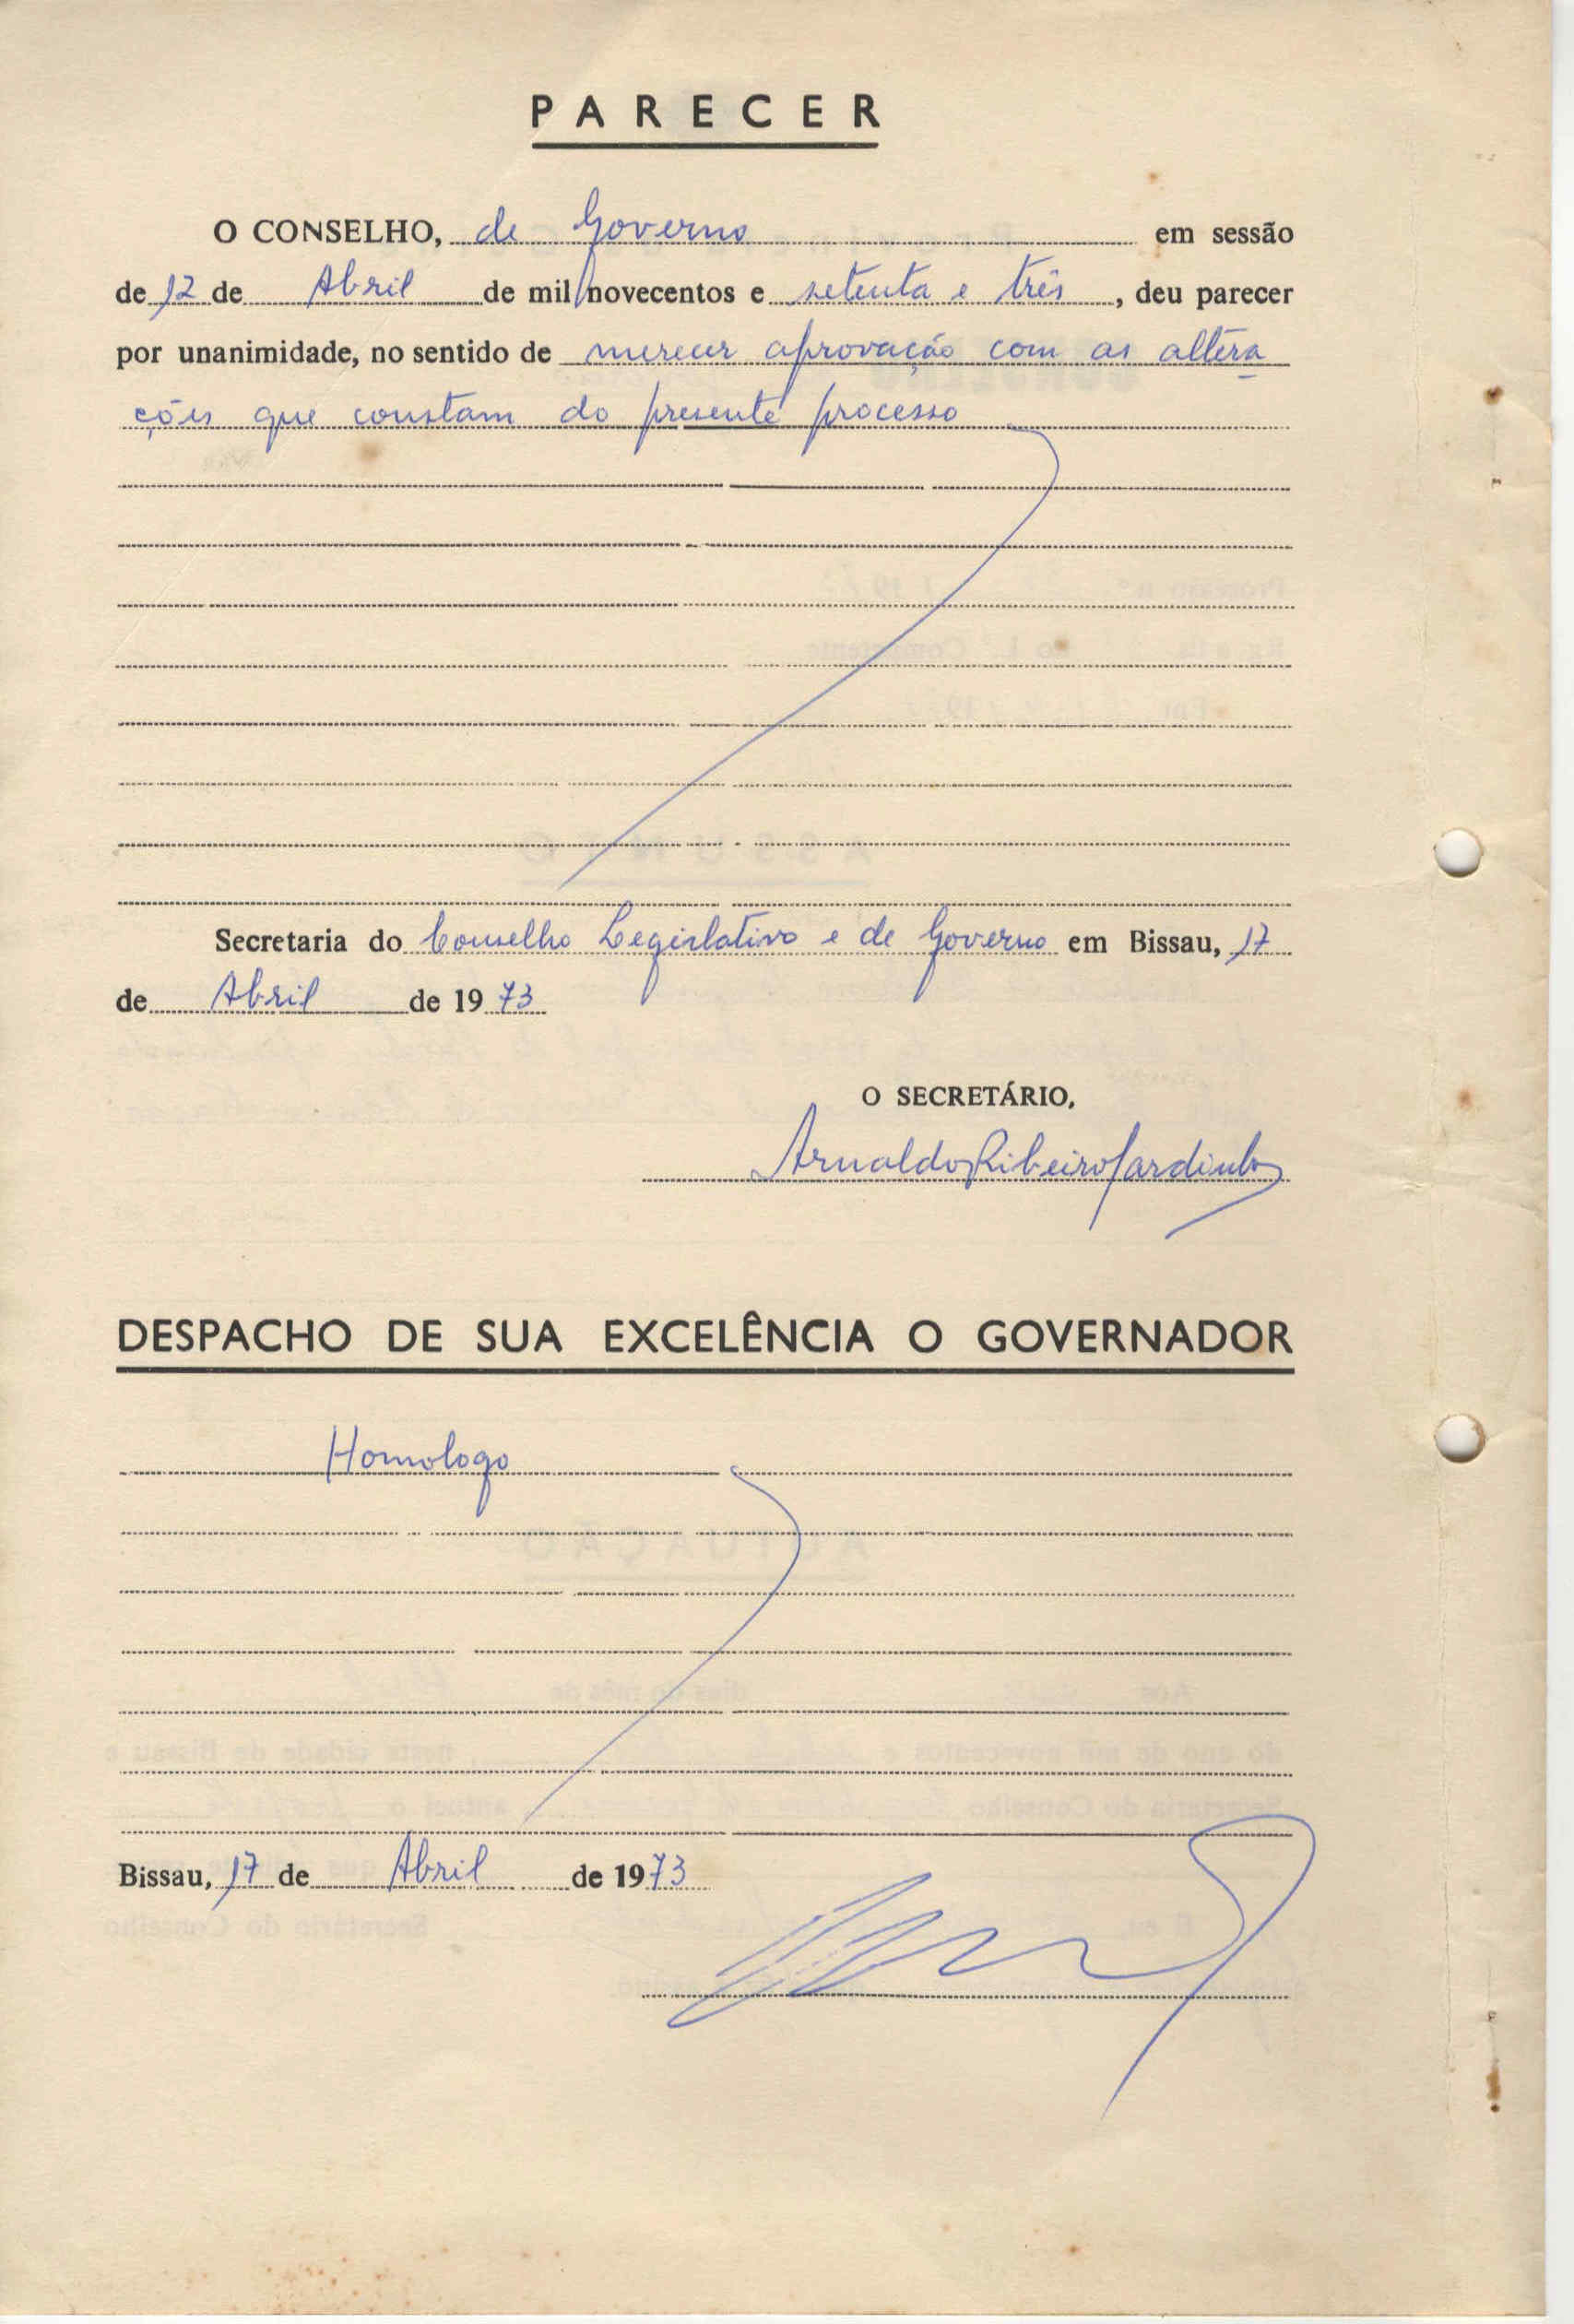 PARECER
O CONSELHO, de Governo em sessão
de 12 de Abril de mil novecentos e setenta e três, deu parecer
por unanimidade, no sentido de merecer aprovação com as altera
ções que constam do presente processo
Secretaria do Conselho Legislativo e de Governo em Bissau, 17
de Abril de 1973
O SECRETÁRIO,
Arnaldo Ribeiro Sardinha
DESPACHO DE SUA EXCELÊNCIA O GOVERNADOR
Homologo
Bissau, 17 de Abril de 1973